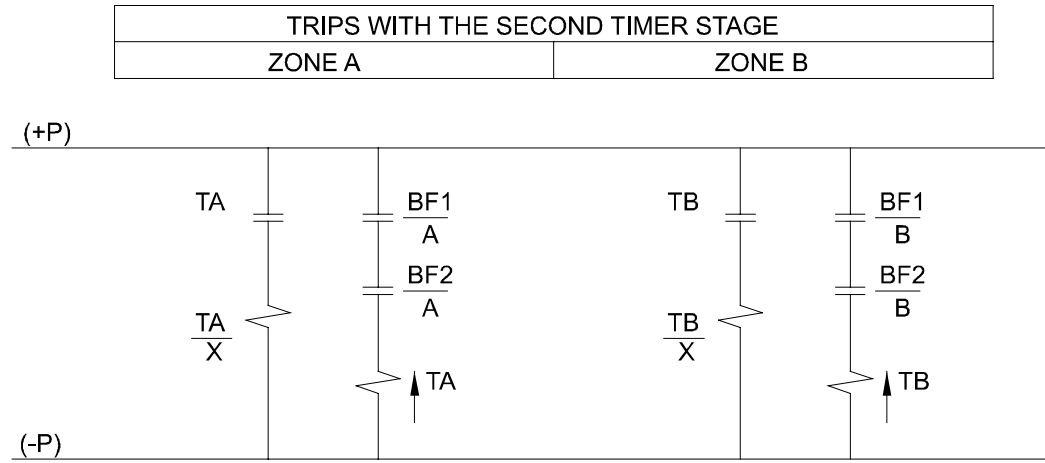 TRIPS WITH THE SECOND TIMER STAGE
ZONE A ZONE B
(+P)
TA BF1 TB BF1
A B
BF2 BF2
A B
TA TB
X X
TA TB
(-P)